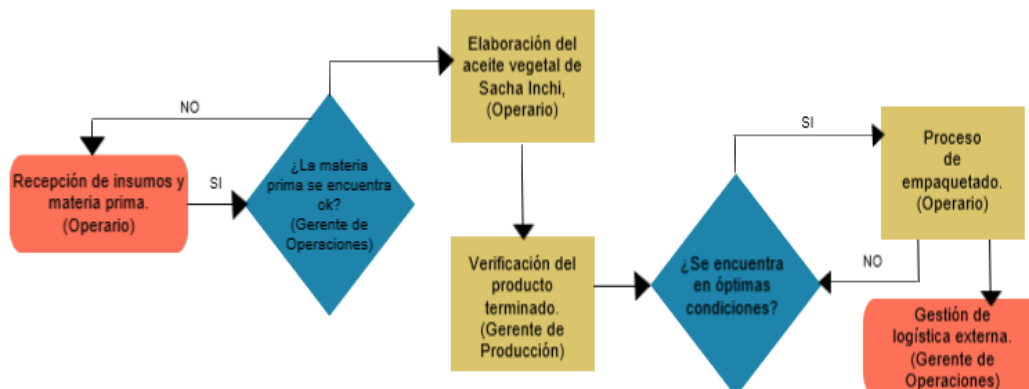 Recepción de insumos y
materia prima.
(Operario)
NO
SI
¿La materia
prima se encuentra
ok?
(Gerente de
Operaciones)
Elaboración del
aceite vegetal de
Sacha Inchi,
(Operario)
Verificación del
producto
terminado.
(Gerente de
Producción)
¿Se encuentra
en óptimas
condiciones?
SI
NO
Proceso
de
empaquetado.
(Operario)
Gestión de
logística externa.
(Gerente de
Operaciones)